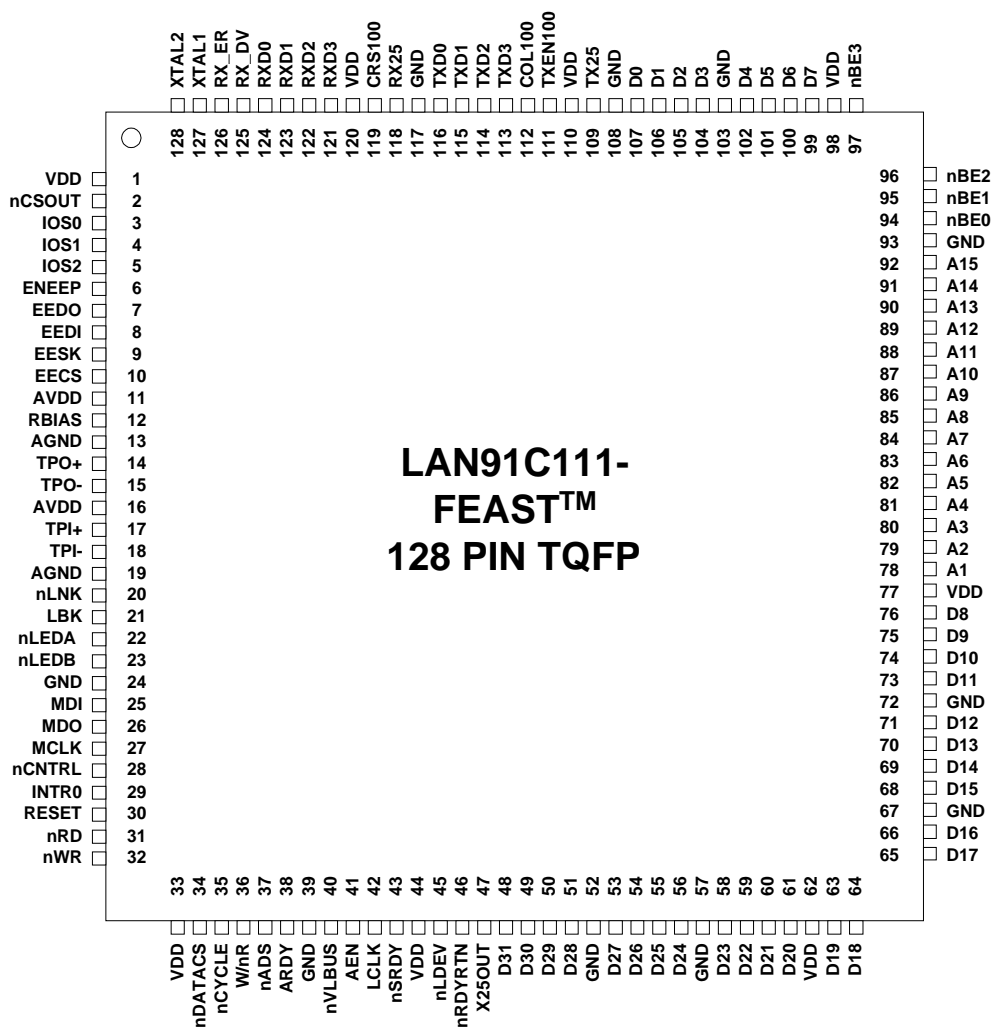 XTAL2
XTAL1
RX_ER
RX_DV
RXD0
RXD1
RXD2
RXD3
VDD
CRS100
RX25
GND
TXD0
TXD1
TXD2
TXD3
COL100
TXEN100
VDD
TX25
GND
D0
D1
D2
D3
GND
D4
D5
D6
D7
VDD
nBE3
128
127
126
125
124
123
122
121
120
119
118
117
116
115
114
113
112
111
110
109
108
107
106
105
104
103
102
101
100
99
98
97
VDD 1
nCSOUT 2
IOS0 3
IOS1 4
IOS2 5
ENEEP 6
EEDO 7
EEDI 8
EESK 9
EECS 10
AVDD 11
RBIAS 12
AGND 13
TPO+ 14
TPO- 15
AVDD 16
TPI+ 17
TPI- 18
AGND 19
nLNK 20
LBK 21
nLEDA 22
nLEDB 23
GND 24
MDI 25
MDO 26
MCLK 27
nCNTRL 28
INTR0 29
RESET 30
nRD 31
nWR 32
LAN91C111-
FEAST™
128 PIN TQFP
96 nBE2
95 nBE1
94 nBE0
93 GND
92 A15
91 A14
90 A13
89 A12
88 A11
87 A10
86 A9
85 A8
84 A7
83 A6
82 A5
81 A4
80 A3
79 A2
78 A1
77 VDD
76 D8
75 D9
74 D10
73 D11
72 GND
71 D12
70 D13
69 D14
68 D15
67 GND
66 D16
65 D17
33
34
35
36
37
38
39
40
41
42
43
44
45
46
47
48
49
50
51
52
53
54
55
56
57
58
59
60
61
62
63
64
VDD
nDATACS
nCYCLE
W/nR
nADS
ARDY
GND
nVLBUS
AEN
LCLK
nSRDY
VDD
nLDEV
nRDYRTN
X25OUT
D31
D30
D29
D28
GND
D27
D26
D25
D24
GND
D23
D22
D21
D20
VDD
D19
D18